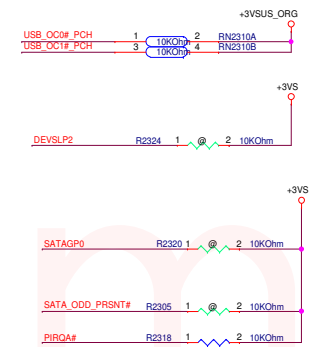 +3VSUS_ORG
USB_OC0#_PCH 1 10KOhm 2 RN2310A
USB_OC1#_PCH 3 10KOhm 4 RN2310B
+3VS
DEVSLP2 R2324 1 @ 2 10KOhm
+3VS
SATAGP0 R2320 1 @ 2 10KOhm
SATA_ODD_PRSNT# R2305 1 @ 2 10KOhm
PIRQA# R2318 1 2 10KOhm